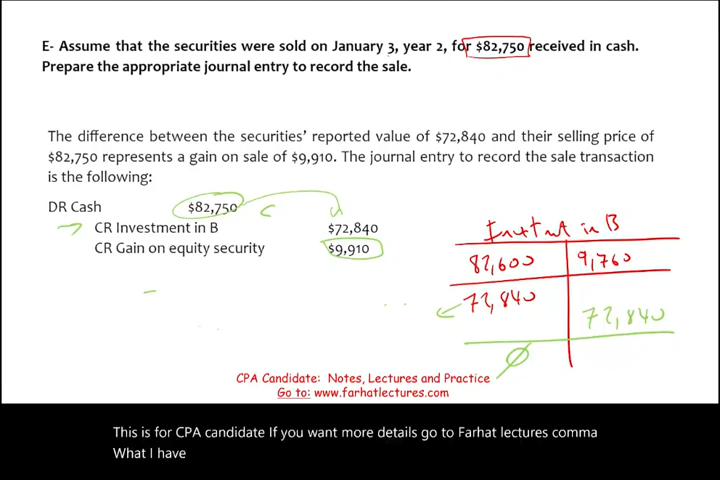 E- Assume that the securities were sold on January 3, year 2, for $82,750 received in cash.
Prepare the appropriate journal entry to record the sale.
The difference between the securities' reported value of $72,840 and their selling price of
$82,750 represents a gain on sale of $9,910. The journal entry to record the sale transaction
is the following:
DR Cash $82,750
CR Investment in B $72,840
CR Gain on equity security $9,910
in B
82,600 9,760
72,840
72,840
CPA Candidate: Notes, Lectures and Practice
Go to: www.farhatlectures.com
This is for CPA candidate If you want more details go to Farhat lectures comma
What I have